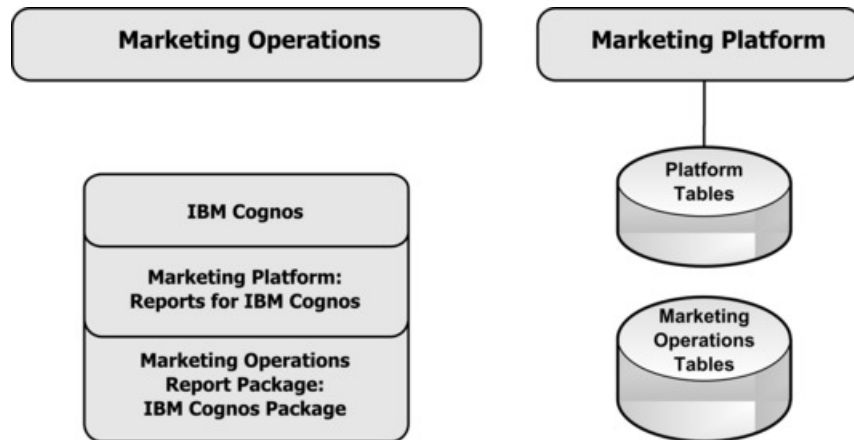 Marketing Operations
Marketing Platform
Platform
Tables
IBM Cognos
Marketing Platform:
Reports for IBM Cognos
Marketing Operations
Report Package:
IBM Cognos Package
Marketing
Operations
Tables